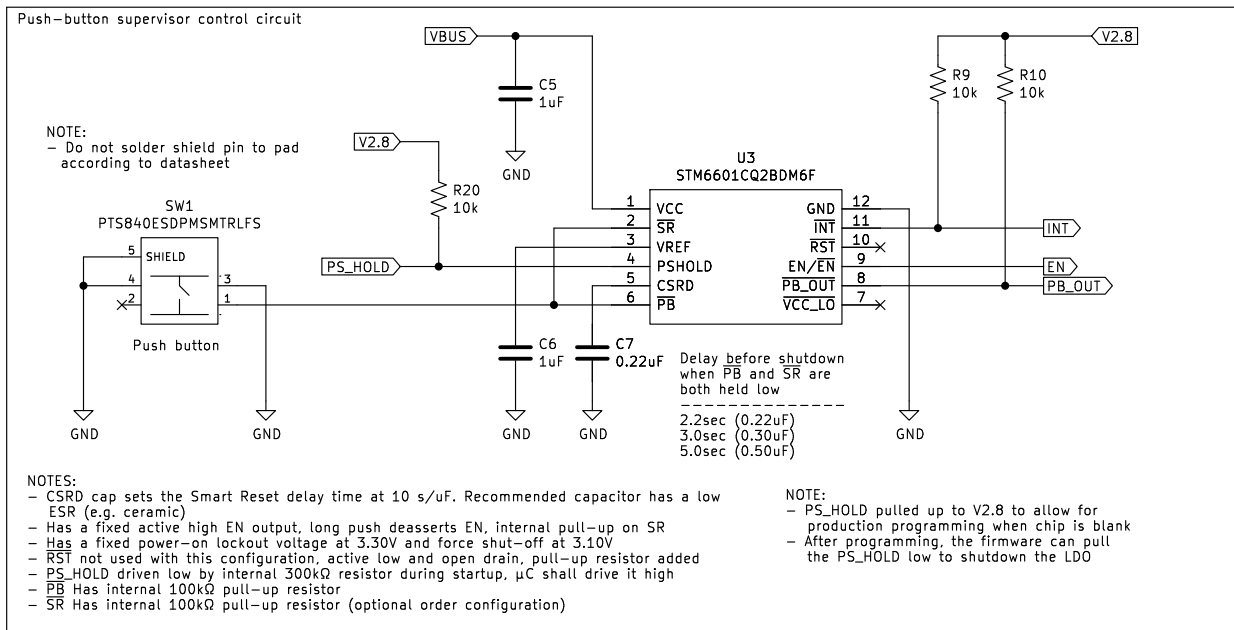 Push-button supervisor control circuit
VBUS
V2.8
C5
1uF
R9
10k
R10
10k
NOTE:
- Do not solder shield pin to pad
according to datasheet
V2.8
GND
R20
10k
U3
STM6601CQ2BDM6F
SW1
PTS840ESDPMSMTRLFS
1 VCC GND 12
2 SR INT 11
INT
3 VREF RST 10
PS_HOLD
4 PSHOLD EN/EN 9
EN
5 CSRD PB_OUT 8
PB_OUT
6 PB VCC_LO 7
5 SHIELD
4 3
2 1
Push button
C6
1uF
C7
0.22uF
Delay before shutdown
when PB and SR are
both held low
----------------
2.2sec (0.22uF)
3.0sec (0.30uF)
5.0sec (0.50uF)
GND
GND
GND
GND
GND
NOTES:
- CSRD cap sets the Smart Reset delay time at 10 s/uF. Recommended capacitor has a low
ESR (e.g. ceramic)
- Has a fixed active high EN output, long push deasserts EN, internal pull-up on SR
- Has a fixed power-on lockout voltage at 3.30V and force shut-off at 3.10V
- RST not used with this configuration, active low and open drain, pull-up resistor added
- PS_HOLD driven low by internal 300kΩ resistor during startup, µC shall drive it high
- PB Has internal 100kΩ pull-up resistor
- SR Has internal 100kΩ pull-up resistor (optional order configuration)
NOTE:
- PS_HOLD pulled up to V2.8 to allow for
production programming when chip is blank
- After programming, the firmware can pull
the PS_HOLD low to shutdown the LDO